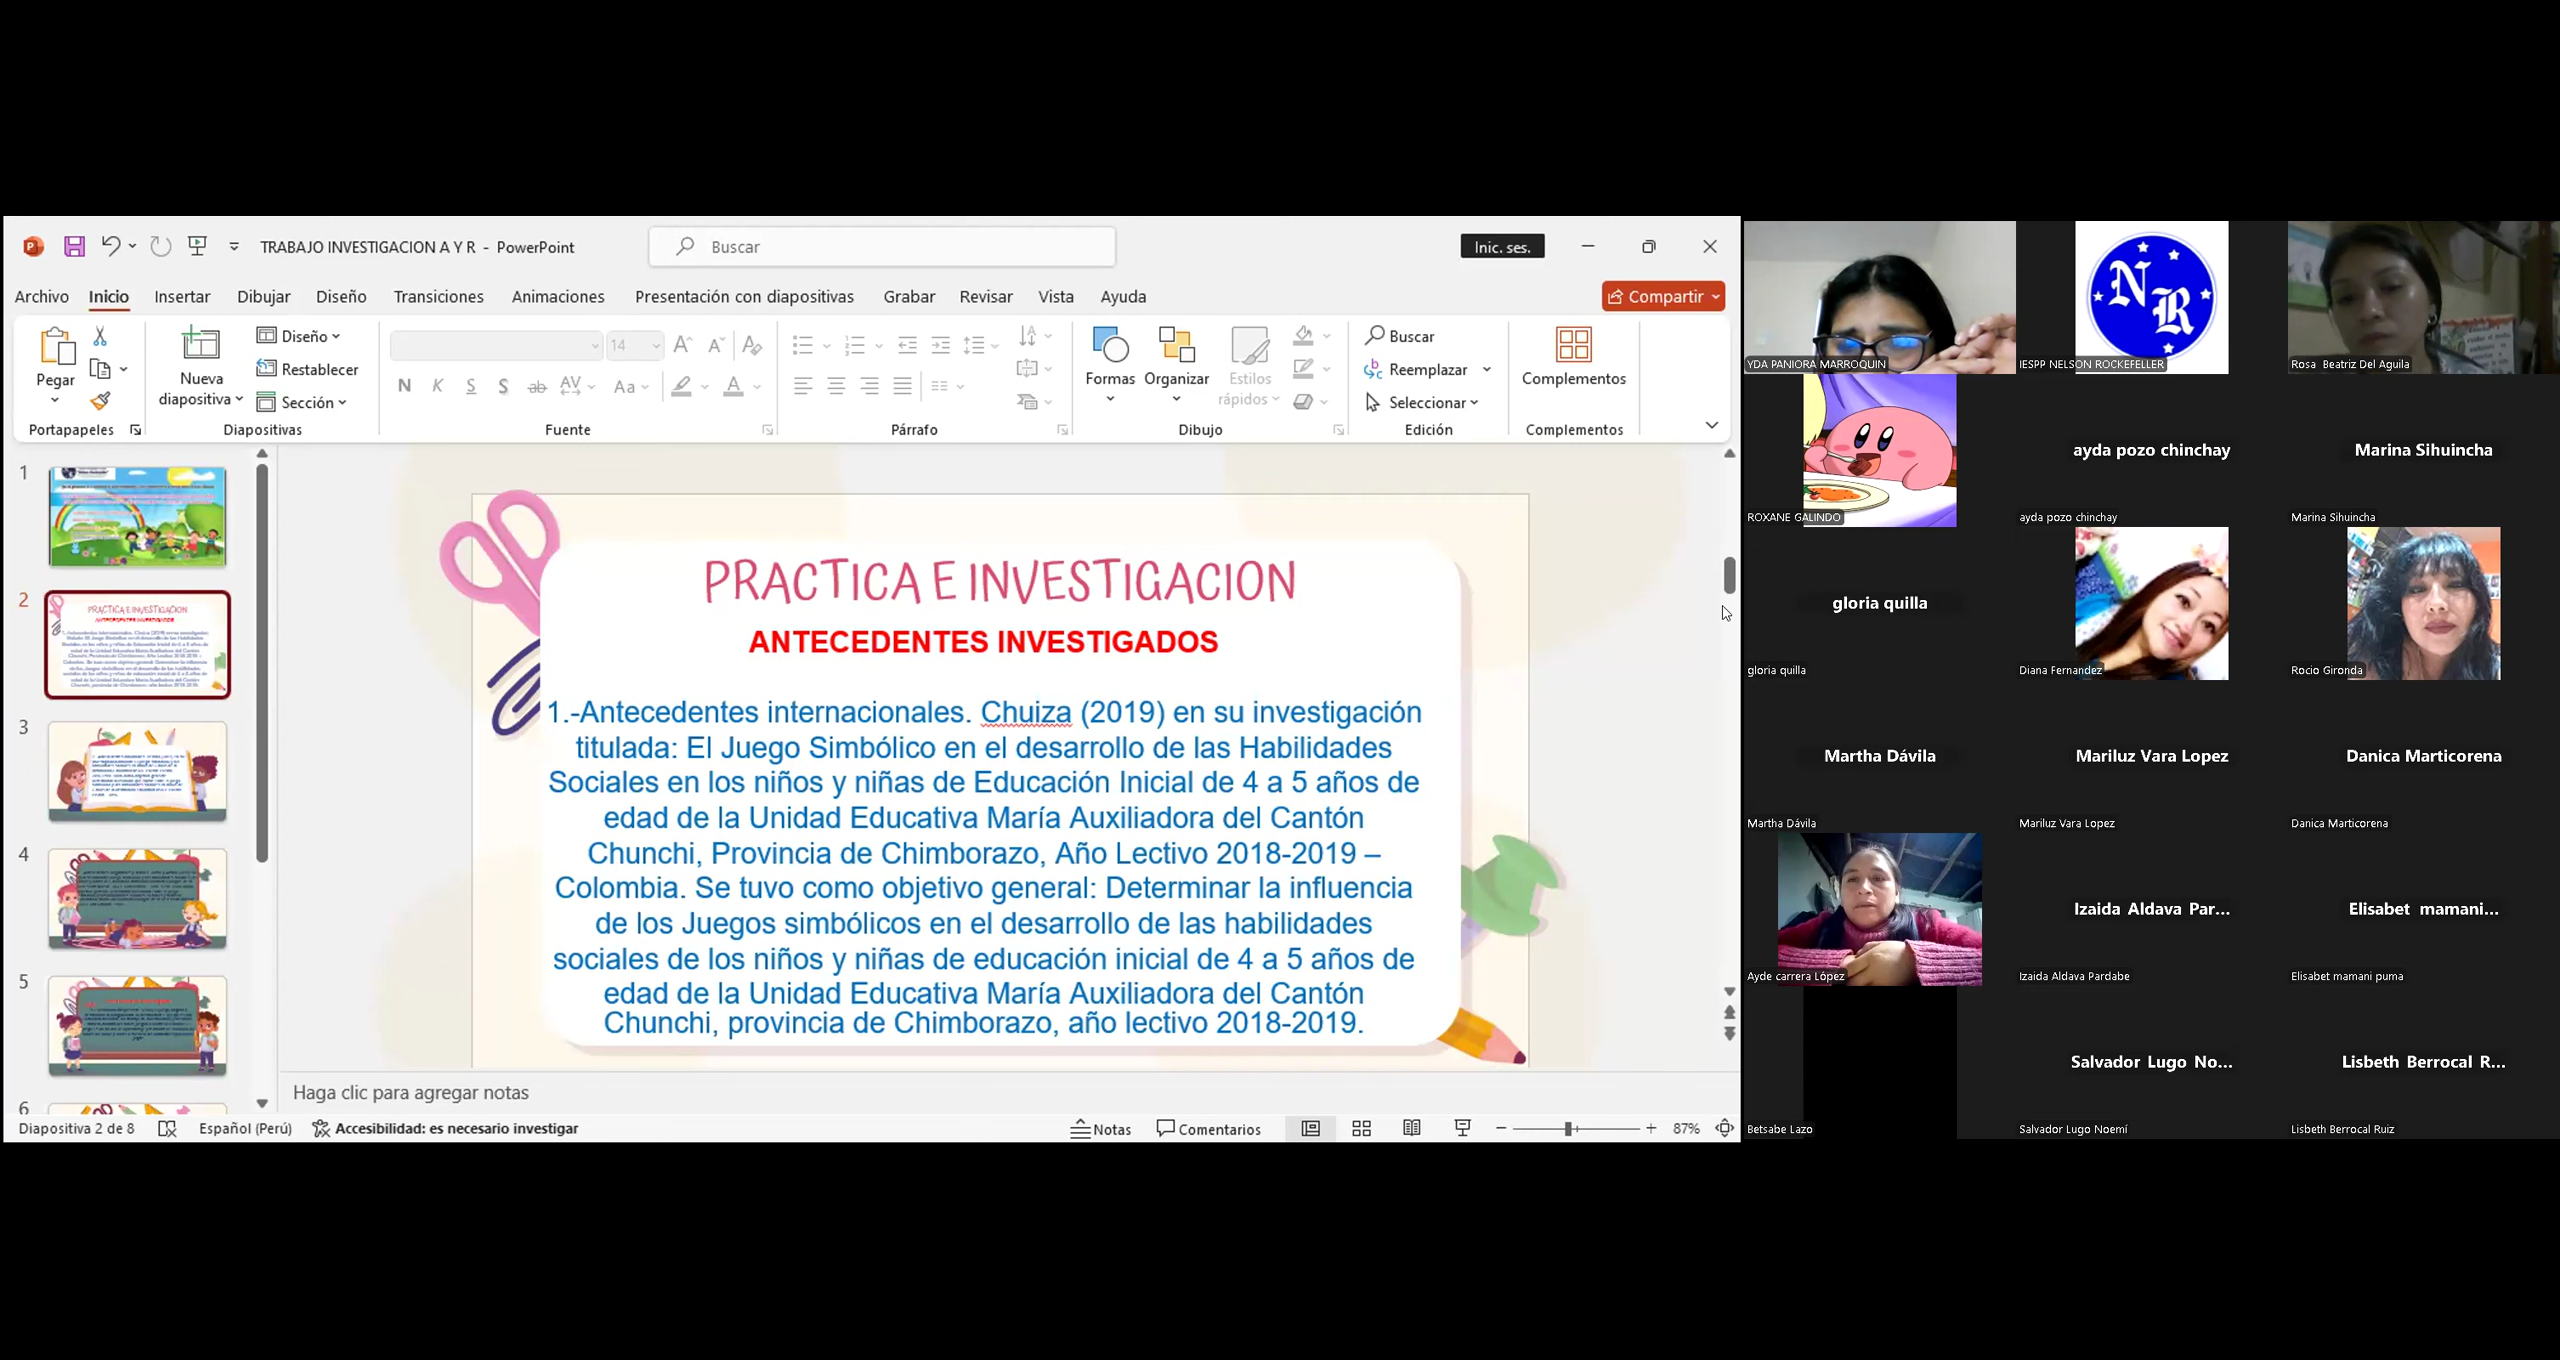 TRABAJO INVESTIGACION A Y R - PowerPoint
Buscar
Inic. ses.
Archivo
Inicio
Insertar
Dibujar
Diseño
Transiciones
Animaciones
Presentación con diapositivas
Grabar
Revisar
Vista
Ayuda
Compartir
Pegar
Portapapeles
Nueva
diapositiva
Diseño
Restablecer
Sección
Diapositivas
14
N K S S ab AV Aa A
Fuente
Párrafo
Formas
Organizar
Estilos
rápidos
Dibujo
Buscar
Reemplazar
Seleccionar
Edición
Complementos
Complementos
1
2
3
4
5
6
PRACTICA E INVESTIGACION
ANTECEDENTES INVESTIGADOS
1.-Antecedentes internacionales. Chuiza (2019) en su investigación
titulada: El Juego Simbólico en el desarrollo de las Habilidades
Sociales en los niños y niñas de Educación Inicial de 4 a 5 años de
edad de la Unidad Educativa María Auxiliadora del Cantón
Chunchi, Provincia de Chimborazo, Año Lectivo 2018-2019 –
Colombia. Se tuvo como objetivo general: Determinar la influencia
de los Juegos simbólicos en el desarrollo de las habilidades
sociales de los niños y niñas de educación inicial de 4 a 5 años de
edad de la Unidad Educativa María Auxiliadora del Cantón
Chunchi, provincia de Chimborazo, año lectivo 2018-2019.
Haga clic para agregar notas
Diapositiva 2 de 8
Español (Perú)
Accesibilidad: es necesario investigar
Notas
Comentarios
87%
YDA PANIORA MARROQUIN
NR
IESPP NELSON ROCKEFELLER
Rosa Beatriz Del Aguila
ROXANE GALINDO
ayda pozo chinchay
ayda pozo chinchay
Marina Sihuincha
Marina Sihuincha
gloria quilla
gloria quilla
Diana Fernandez
Rocio Gironda
Martha Dávila
Martha Dávila
Mariluz Vara Lopez
Mariluz Vara Lopez
Danica Marticorena
Danica Marticorena
Ayde carrera López
Izaida Aldava Par...
Izaida Aldava Pardabe
Elisabet mamani...
Elisabet mamani puma
Betsabe Lazo
Salvador Lugo No...
Salvador Lugo Noemí
Lisbeth Berrocal R...
Lisbeth Berrocal Ruiz